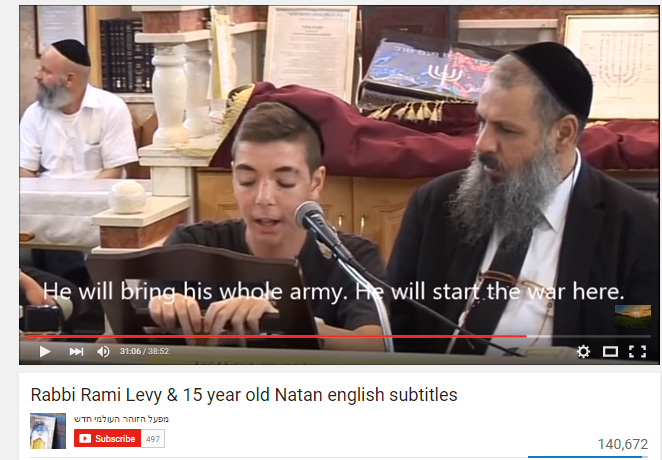 He will bring his whole army. He will start the war here.
31:06 / 38:52
Rabbi Rami Levy & 15 year old Natan english subtitles
מפעל הזוהר העולמי חדש
Subscribe 497
140,672